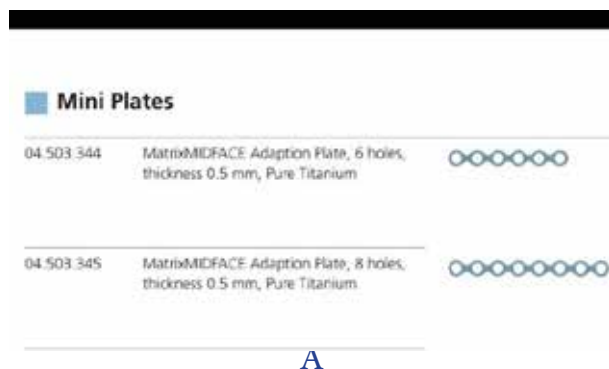 Mini Plates
04.503.344 MatrixMIDFACE Adaption Plate, 6 holes,
thickness 0.5 mm, Pure Titanium
04.503.345 MatrixMIDFACE Adaption Plate, 8 holes,
thickness 0.5 mm, Pure Titanium
A